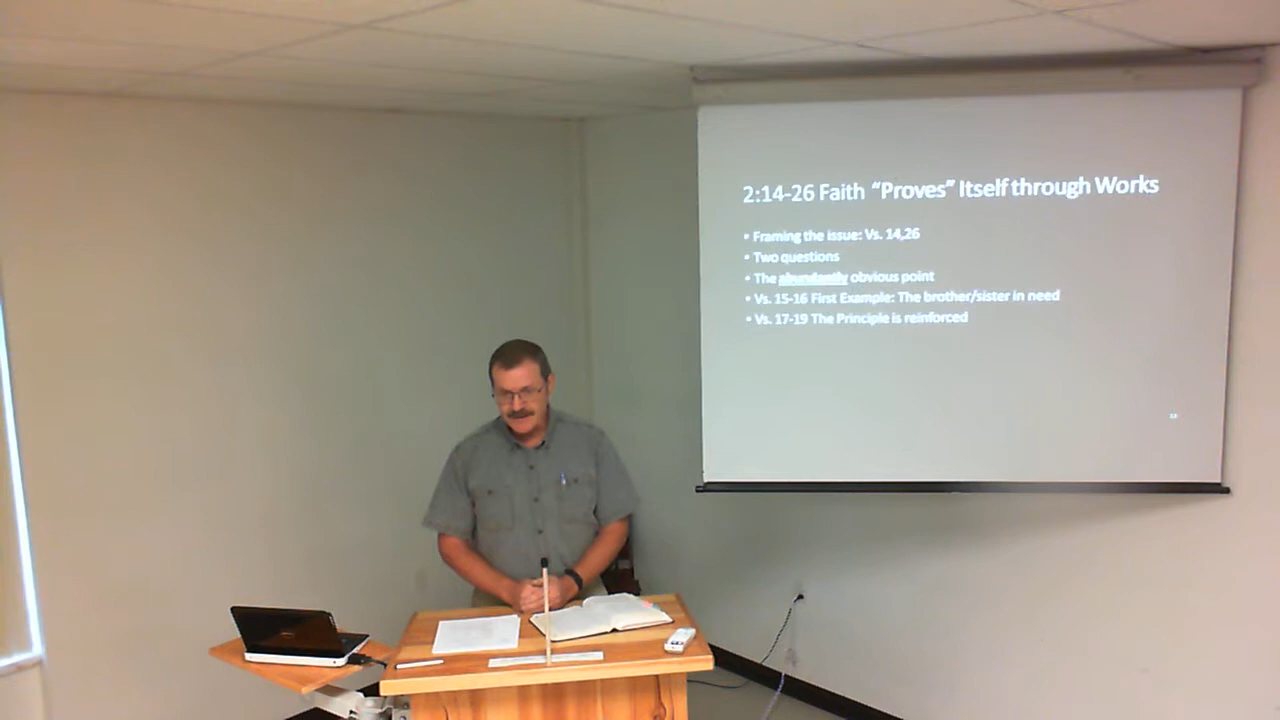 2:14-26 Faith “Proves” Itself through Works
• Framing the issue: Vs. 14,26
• Two questions
• The abundantly obvious point
• Vs. 15-16 First Example: The brother/sister in need
• Vs. 17-19 The Principle is reinforced